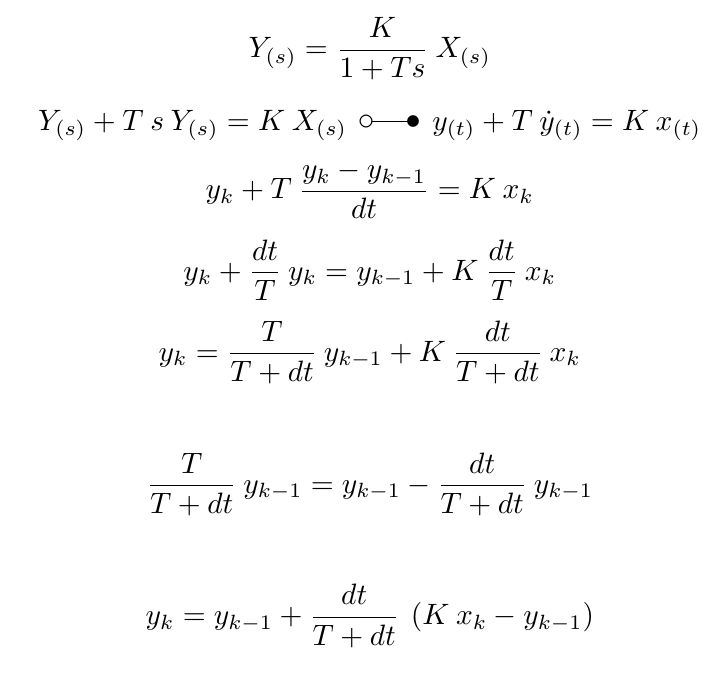 Y_{(s)} = \frac{K}{1 + Ts} X_{(s)}
Y_{(s)} + T s Y_{(s)} = K X_{(s)} ○—● y_{(t)} + T \dot{y}_{(t)} = K x_{(t)}
y_k + T \frac{y_k - y_{k-1}}{dt} = K x_k
y_k + \frac{dt}{T} y_k = y_{k-1} + K \frac{dt}{T} x_k
y_k = \frac{T}{T + dt} y_{k-1} + K \frac{dt}{T + dt} x_k
\frac{T}{T + dt} y_{k-1} = y_{k-1} - \frac{dt}{T + dt} y_{k-1}
y_k = y_{k-1} + \frac{dt}{T + dt} (K x_k - y_{k-1})